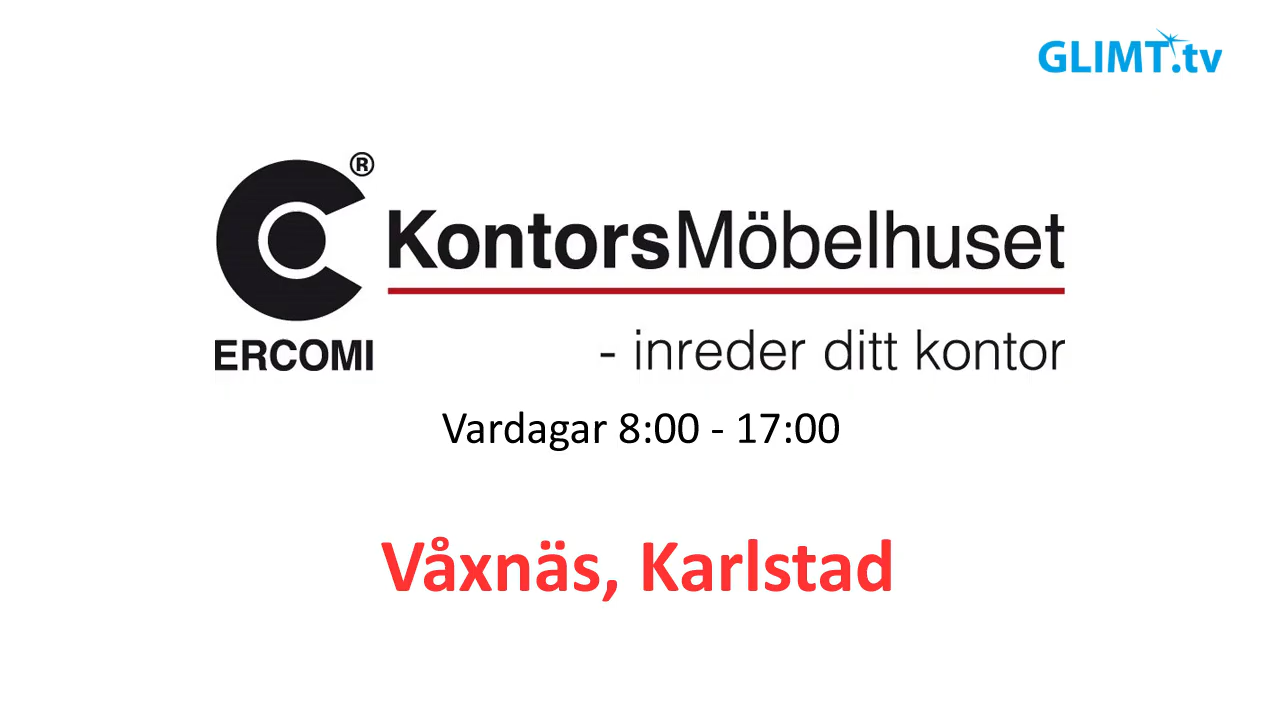 GLIMT.tv
®
KontorsMöbelhuset
ERCOMI
- inreder ditt kontor
Vardagar 8:00 - 17:00
Våxnäs, Karlstad